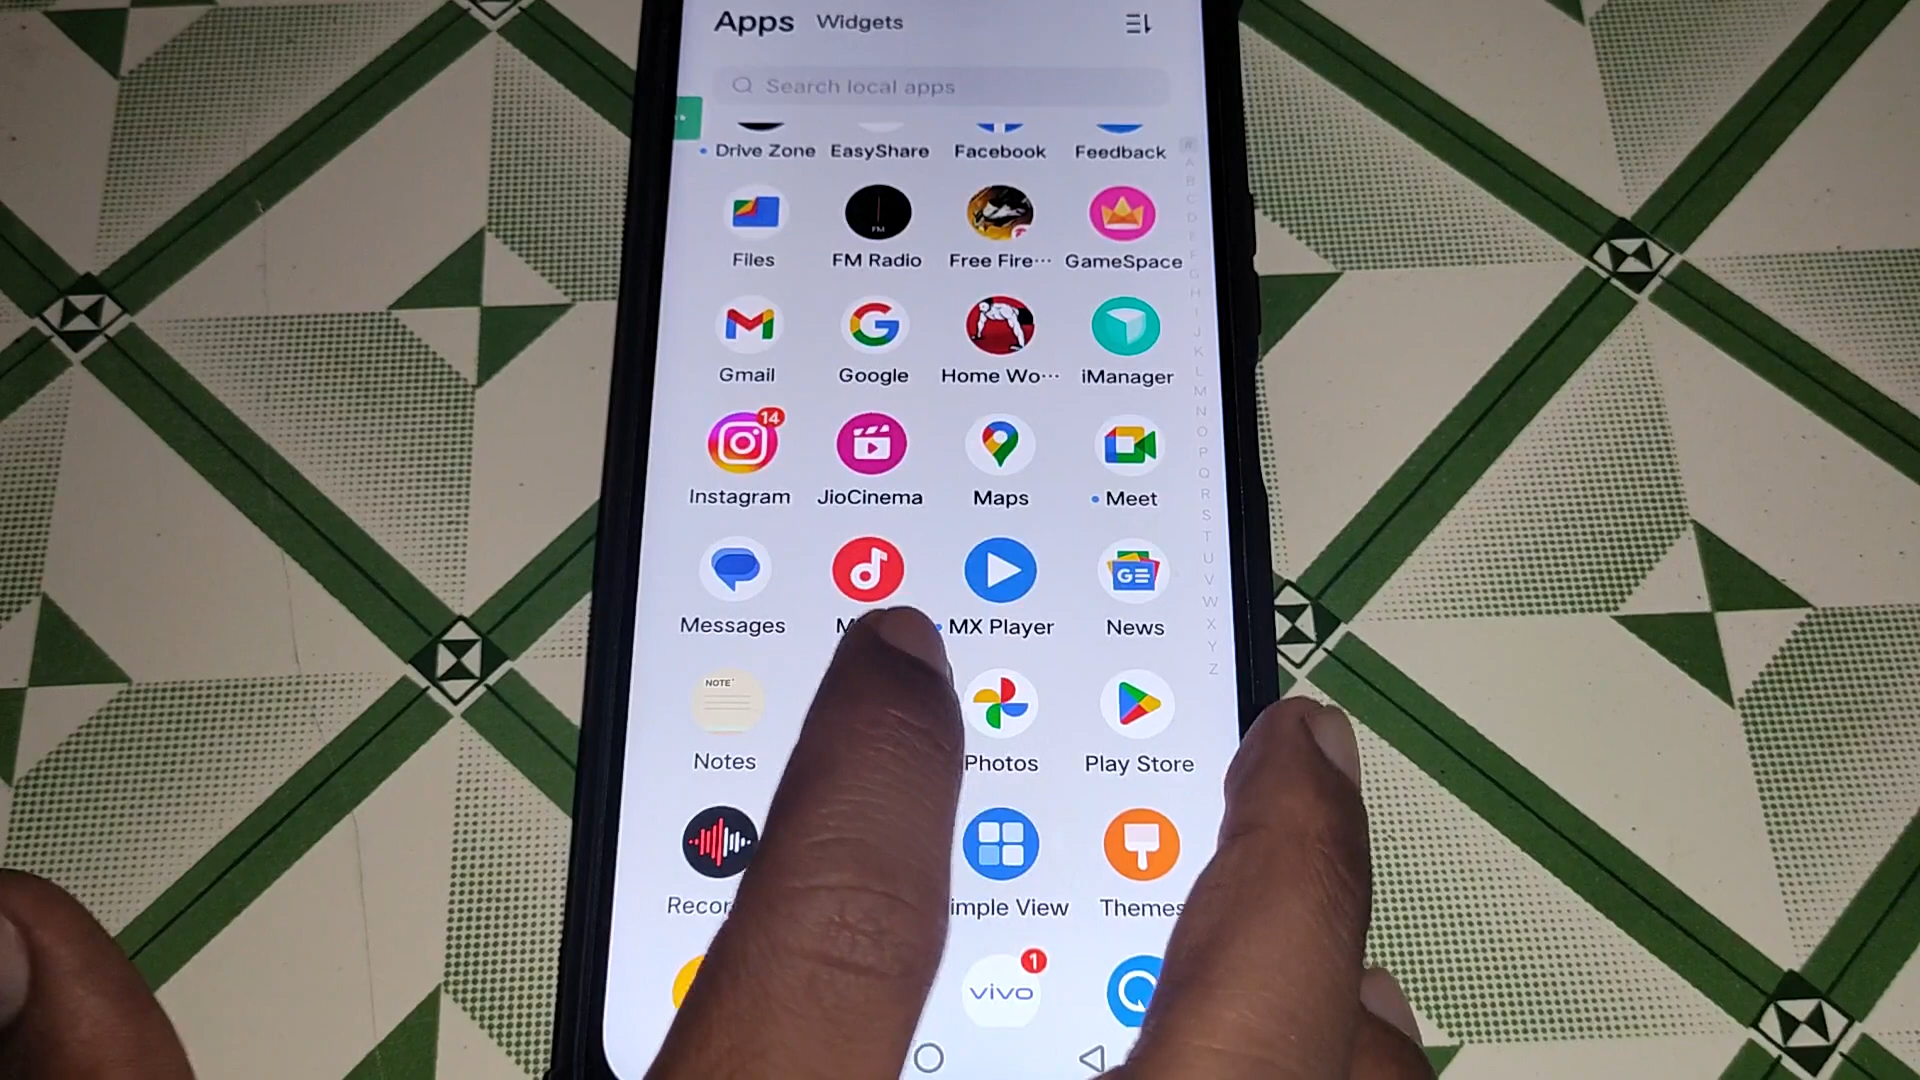 Apps Widgets
Search local apps
Drive Zone EasyShare Facebook Feedback
FM
Files FM Radio Free Fire··· GameSpace
Gmail Google Home Wo··· iManager
14
Instagram JioCinema Maps Meet
GE
Messages MX Player News
NOTE
Notes Photos Play Store
imple View Themes
1
vivo
#
A
B
C
D
E
F
G
H
I
J
K
L
M
N
O
P
Q
R
S
T
U
V
W
X
Y
Z